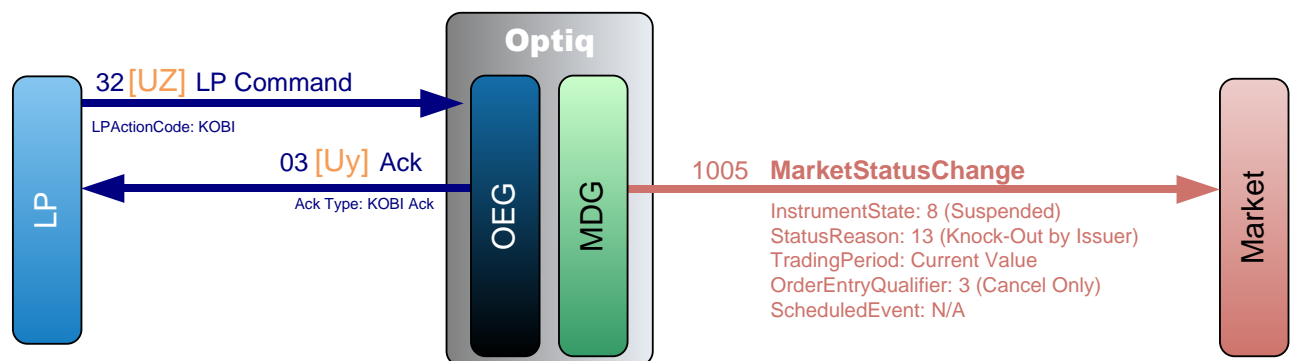 Optiq
32 [UZ] LP Command
LPActionCode: KOBI
03 [Uy] Ack
Ack Type: KOBI Ack
LP
OEG
MDG
1005 MarketStatusChange
InstrumentState: 8 (Suspended)
StatusReason: 13 (Knock-Out by Issuer)
TradingPeriod: Current Value
OrderEntryQualifier: 3 (Cancel Only)
ScheduledEvent: N/A
Market